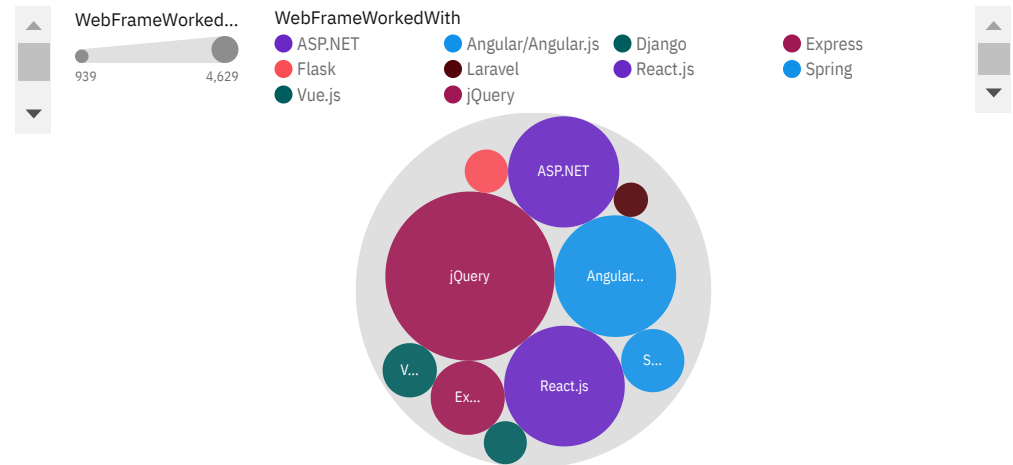 WebFrameWorked...
939 4,629
WebFrameWorkedWith
ASP.NET Angular/Angular.js Django Express
Flask Laravel React.js Spring
Vue.js jQuery
ASP.NET
jQuery
Angular...
S...
V...
React.js
Ex...